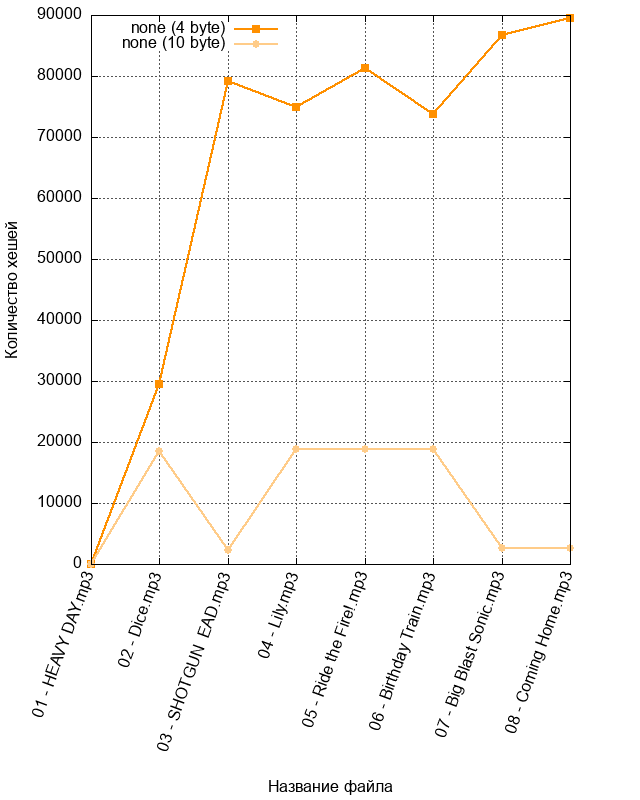 none (4 byte)
none (10 byte)
90000
80000
70000
60000
50000
40000
30000
20000
10000
0
Количество хешей
01 - HEAVY DAY.mp3
02 - Dice.mp3
03 - SHOTGUN  EAD.mp3
04 - Lily.mp3
05 - Ride the Fire!.mp3
06 - Birthday Train.mp3
07 - Big Blast Sonic.mp3
08 - Coming Home.mp3
Название файла